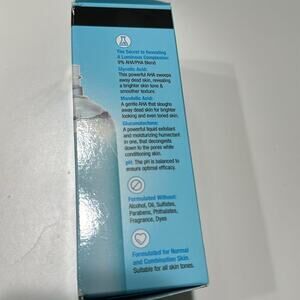 The Secret to Revealing
A Luminous Complexion:
9% AHA/PHA Blend
Glycolic Acid:
This powerful AHA sweeps
away dead skin, revealing
a brighter skin tone &
smoother texture.
Mandelic Acid:
A gentle AHA that sloughs
away dead skin for brighter
looking and even toned skin.
Gluconolactone:
A powerful liquid exfoliant
and moisturizing humectant
in one, that decongests
down to the pores while
conditioning skin.
pH: The pH is balanced to
ensure optimal efficacy.
Formulated Without:
Alcohol, Oil, Sulfates,
Parabens, Phthalates,
Fragrance, Dyes
Formulated for Normal
and Combination Skin.
Suitable for all skin tones.